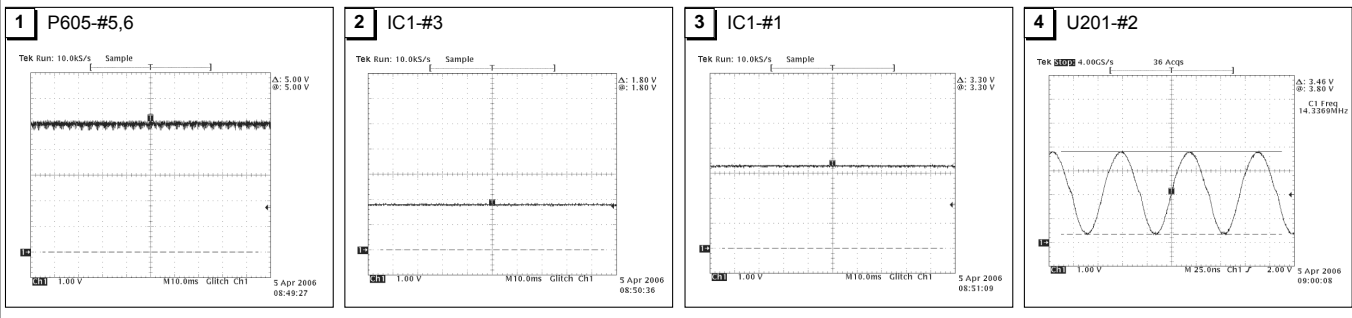 1 P605-#5,6
Tek Run: 10.0kS/s Sample
Δ: 5.00 V
@: 5.00 V
T
1→
Ch1 1.00 V M10.0ms Glitch Ch1
5 Apr 2006
08:49:27
2 IC1-#3
Tek Run: 10.0kS/s Sample
Δ: 1.80 V
@: 1.80 V
T
1→
Ch1 1.00 V M10.0ms Glitch Ch1
5 Apr 2006
08:50:36
3 IC1-#1
Tek Run: 10.0kS/s Sample
Δ: 3.30 V
@: 3.30 V
T
1→
Ch1 1.00 V M10.0ms Glitch Ch1
5 Apr 2006
08:51:09
4 U201-#2
Tek Stop: 4.00GS/s 36 Acqs
Δ: 3.46 V
@: 3.80 V
C1 Freq
14.3369MHz
T
1→
Ch1 1.00 V M 25.0ns Ch1 ƒ 2.00 V
5 Apr 2006
09:00:08